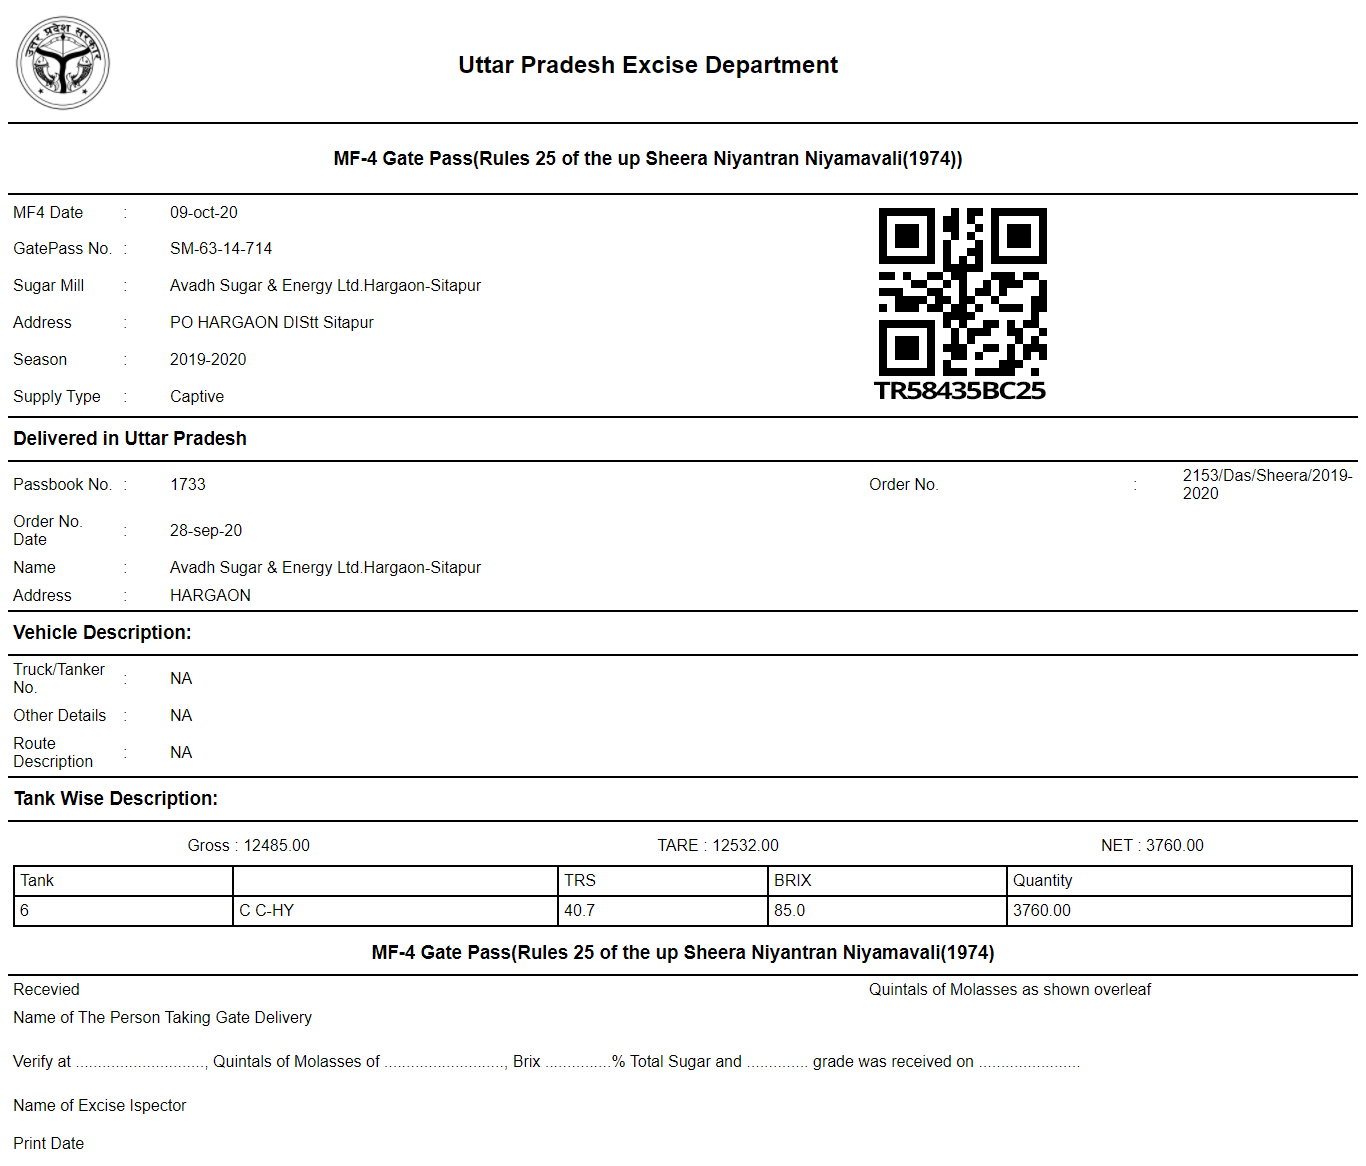 उत्तर प्रदेश सरकार
Uttar Pradesh Excise Department
MF-4 Gate Pass(Rules 25 of the up Sheera Niyantran Niyamavali(1974))
MF4 Date : 09-oct-20
GatePass No. : SM-63-14-714
Sugar Mill : Avadh Sugar & Energy Ltd.Hargaon-Sitapur
Address : PO HARGAON DIStt Sitapur
Season : 2019-2020
Supply Type : Captive
TR58435BC25
Delivered in Uttar Pradesh
Passbook No. : 1733 Order No. : 2153/Das/Sheera/2019-
2020
Order No.
Date : 28-sep-20
Name : Avadh Sugar & Energy Ltd.Hargaon-Sitapur
Address : HARGAON
Vehicle Description:
Truck/Tanker
No. : NA
Other Details : NA
Route
Description : NA
Tank Wise Description:
Gross : 12485.00 TARE : 12532.00 NET : 3760.00
Tank TRS BRIX Quantity
6 C C-HY 40.7 85.0 3760.00
MF-4 Gate Pass(Rules 25 of the up Sheera Niyantran Niyamavali(1974)
Recevied Quintals of Molasses as shown overleaf
Name of The Person Taking Gate Delivery
Verify at ............................., Quintals of Molasses of ..........................., Brix ...............% Total Sugar and .............. grade was received on .......................
Name of Excise Ispector
Print Date